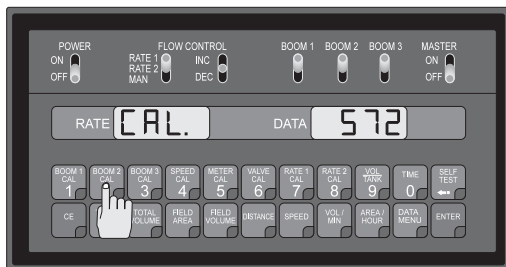 POWER FLOW CONTROL BOOM 1 BOOM 2 BOOM 3 MASTER
ON RATE 1 INC ON
RATE 2
OFF MAN DEC OFF
RATE CAL. DATA 572
BOOM 1 CAL 1
BOOM 2 CAL
BOOM 3 CAL 3
SPEED CAL 4
METER CAL 5
VALVE CAL 6
RATE 1 CAL 7
RATE 2 CAL 8
VOL TANK 9
TIME 0
SELF TEST
CE
TOTAL VOLUME
FIELD AREA
FIELD VOLUME
DISTANCE
SPEED
VOL / MIN
AREA / HOUR
DATA MENU
ENTER